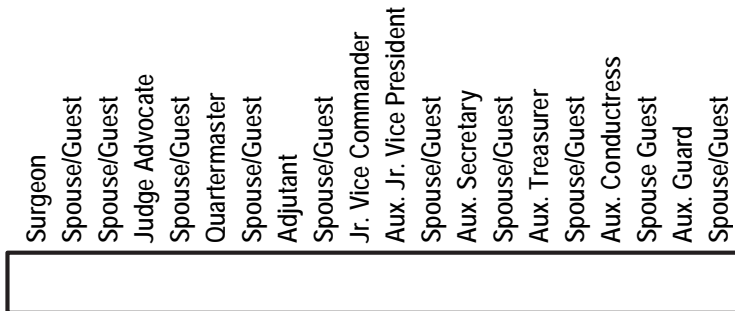 Surgeon
Spouse/Guest
Spouse/Guest
Judge Advocate
Spouse/Guest
Quartermaster
Spouse/Guest
Adjutant
Spouse/Guest
Jr. Vice Commander
Aux. Jr. Vice President
Spouse/Guest
Aux. Secretary
Spouse/Guest
Aux. Treasurer
Spouse/Guest
Aux. Conductress
Spouse Guest
Aux. Guard
Spouse/Guest